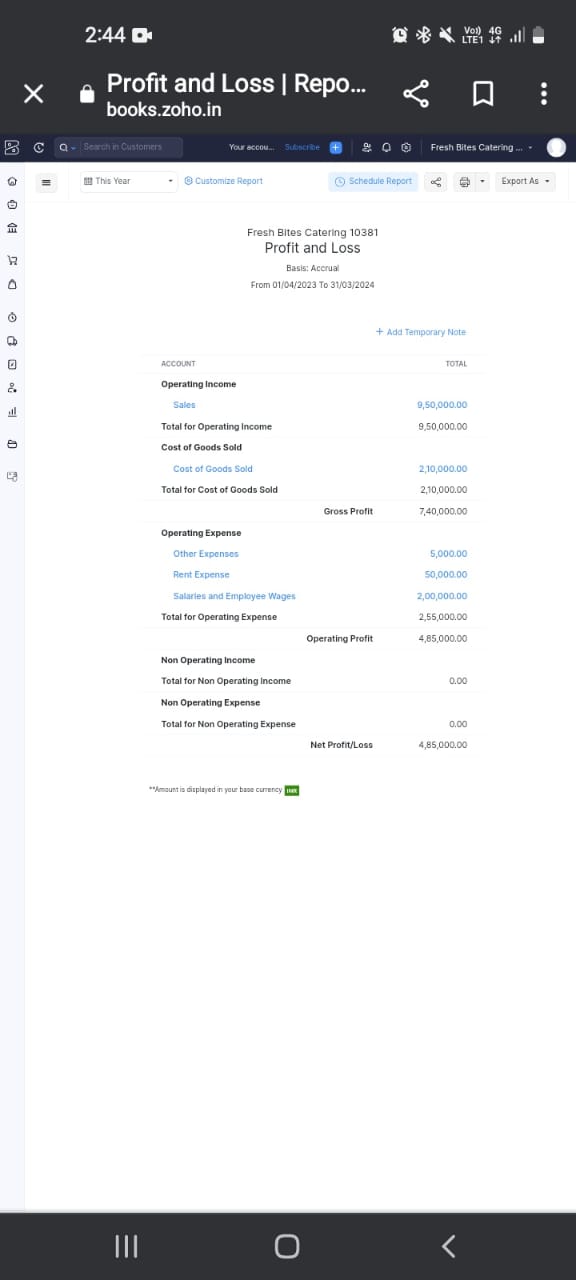 2:44
Vo)) 4G
LTE1
Profit and Loss | Repo...
books.zoho.in
Search in Customers
Your accou...
Subscribe
Fresh Bites Catering ...
This Year
Customize Report
Schedule Report
Export As
Fresh Bites Catering 10381
Profit and Loss
Basis: Accrual
From 01/04/2023 To 31/03/2024
+ Add Temporary Note
ACCOUNT TOTAL
Operating Income
Sales 9,50,000.00
Total for Operating Income 9,50,000.00
Cost of Goods Sold
Cost of Goods Sold 2,10,000.00
Total for Cost of Goods Sold 2,10,000.00
Gross Profit 7,40,000.00
Operating Expense
Other Expenses 5,000.00
Rent Expense 50,000.00
Salaries and Employee Wages 2,00,000.00
Total for Operating Expense 2,55,000.00
Operating Profit 4,85,000.00
Non Operating Income
Total for Non Operating Income 0.00
Non Operating Expense
Total for Non Operating Expense 0.00
Net Profit/Loss 4,85,000.00
**Amount is displayed in your base currency INR